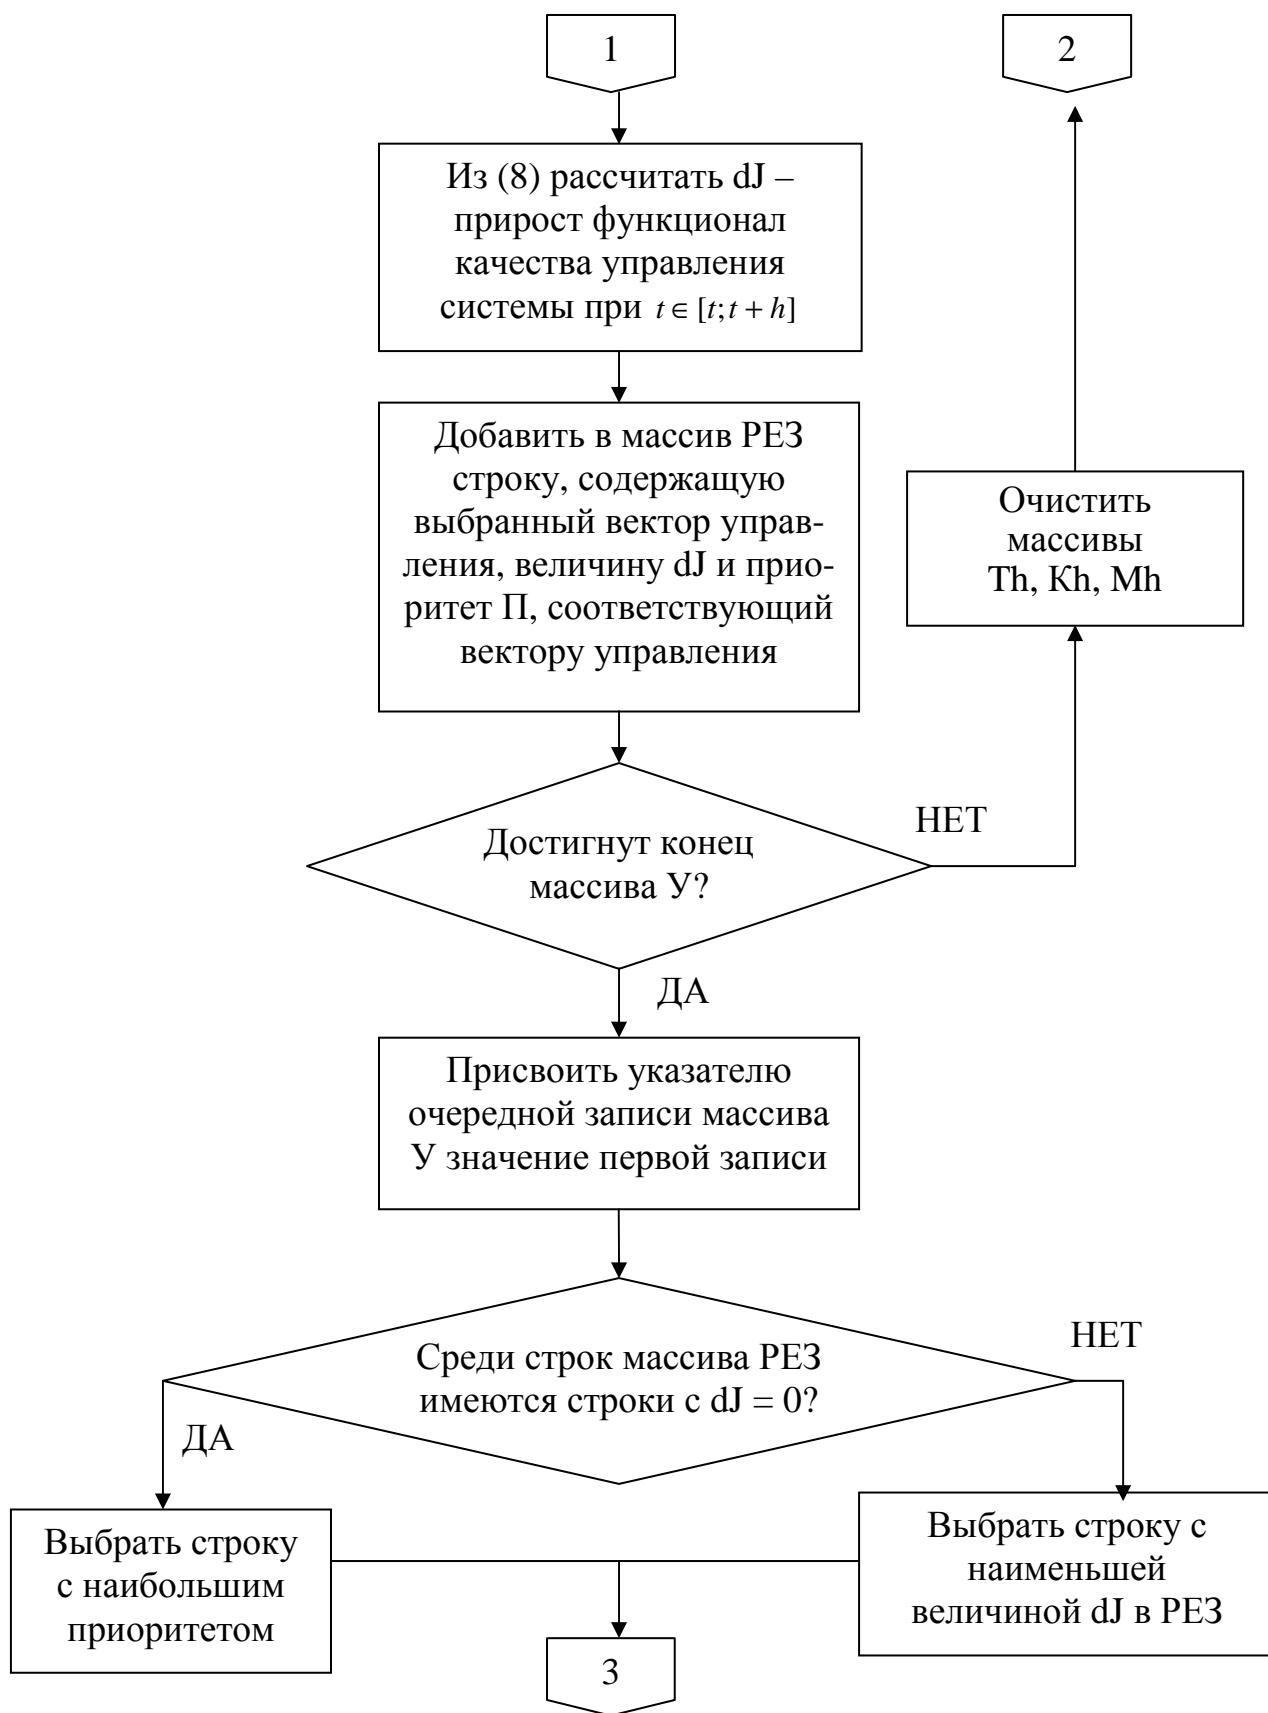 1
2
Из (8) рассчитать dJ –
прирост функционал
качества управления
системы при t ∈ [t; t + h]
Добавить в массив РЕЗ
строку, содержащую
выбранный вектор управ-
ления, величину dJ и прио-
ритет П, соответствующий
вектору управления
Очистить
массивы
Th, Kh, Mh
НЕТ
Достигнут конец
массива У?
ДА
Присвоить указателю
очередной записи массива
У значение первой записи
НЕТ
Среди строк массива РЕЗ
имеются строки с dJ = 0?
ДА
Выбрать строку
с наибольшим
приоритетом
Выбрать строку с
наименьшей
величиной dJ в РЕЗ
3